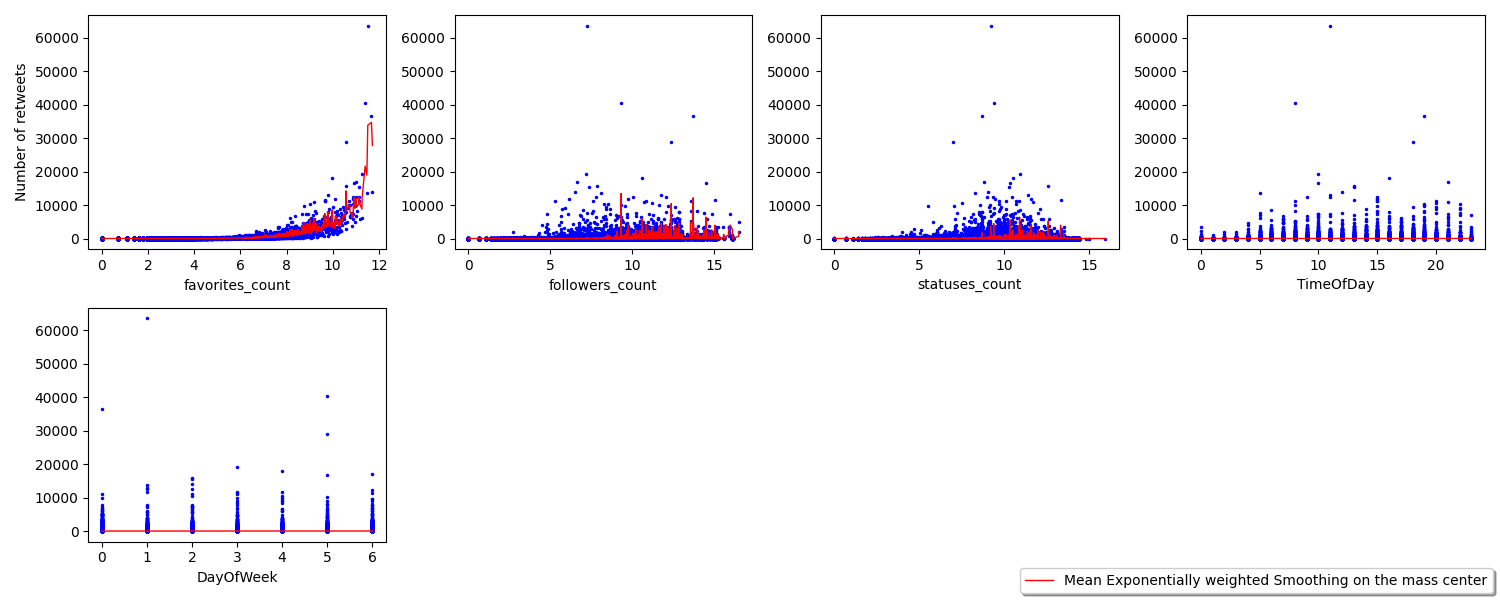 60000
50000
40000
30000
20000
10000
0
Number of retweets
0 2 4 6 8 10 12
favorites_count
60000
50000
40000
30000
20000
10000
0
0 5 10 15
followers_count
60000
50000
40000
30000
20000
10000
0
0 5 10 15
statuses_count
60000
50000
40000
30000
20000
10000
0
0 5 10 15 20
TimeOfDay
60000
50000
40000
30000
20000
10000
0
0 1 2 3 4 5 6
DayOfWeek
Mean Exponentially weighted Smoothing on the mass center